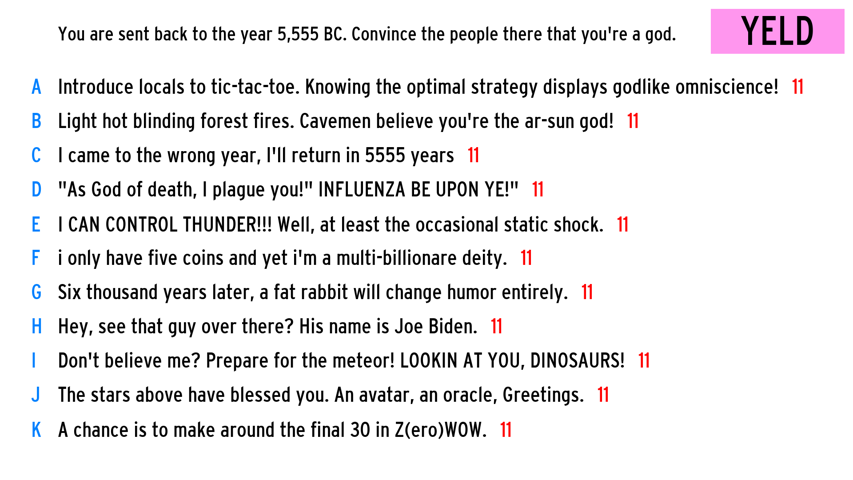 You are sent back to the year 5,555 BC. Convince the people there that you're a god.
YELD
A Introduce locals to tic-tac-toe. Knowing the optimal strategy displays godlike omniscience! 11
B Light hot blinding forest fires. Cavemen believe you're the ar-sun god! 11
C I came to the wrong year, I'll return in 5555 years 11
D "As God of death, I plague you!" INFLUENZA BE UPON YE!" 11
E I CAN CONTROL THUNDER!!! Well, at least the occasional static shock. 11
F i only have five coins and yet i'm a multi-billionare deity. 11
G Six thousand years later, a fat rabbit will change humor entirely. 11
H Hey, see that guy over there? His name is Joe Biden. 11
I Don't believe me? Prepare for the meteor! LOOKIN AT YOU, DINOSAURS! 11
J The stars above have blessed you. An avatar, an oracle, Greetings. 11
K A chance is to make around the final 30 in Z(ero)WOW. 11